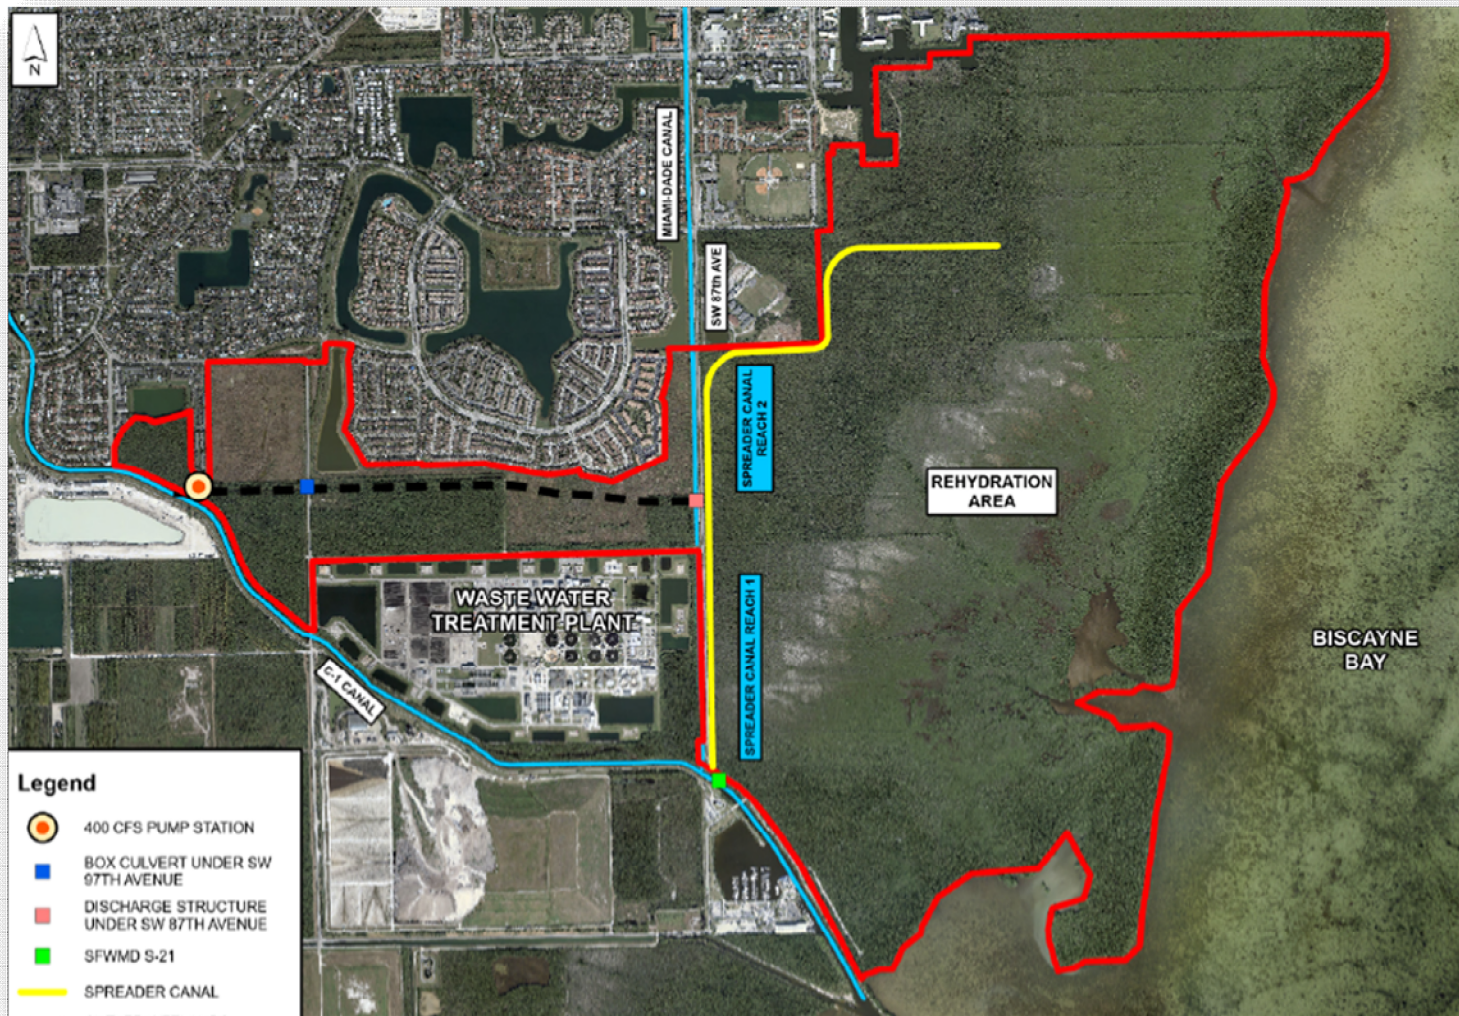 N
MIAMI-DADE CANAL
SW 87th AVE
SPREADER CANAL
REACH 2
REHYDRATION
AREA
WASTE WATER
TREATMENT PLANT
SPREADER CANAL REACH 1
BISCAYNE
BAY
C-1 CANAL
Legend
400 CFS PUMP STATION
BOX CULVERT UNDER SW
97TH AVENUE
DISCHARGE STRUCTURE
UNDER SW 87TH AVENUE
SFWMD S-21
SPREADER CANAL